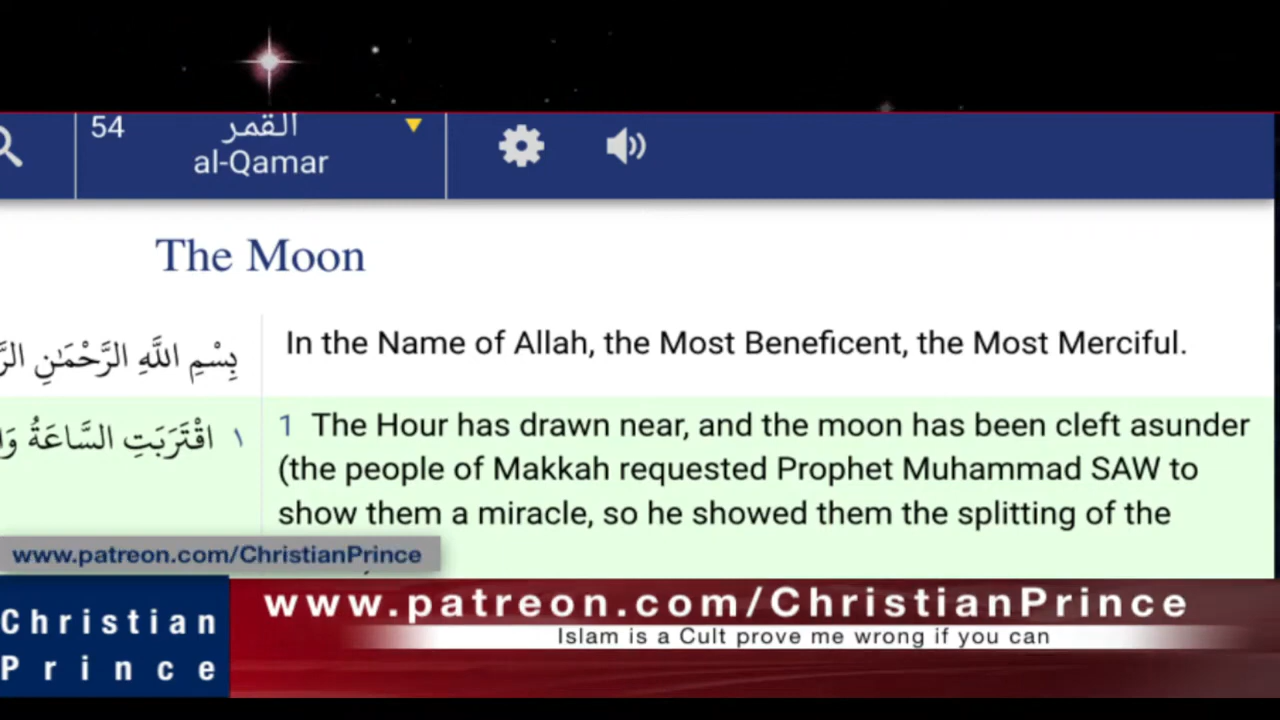 54
القمر
al-Qamar
The Moon
بِسْمِ اللَّهِ الرَّحْمَٰنِ
In the Name of Allah, the Most Beneficent, the Most Merciful.
١ اقْتَرَبَتِ السَّاعَةُ
1 The Hour has drawn near, and the moon has been cleft asunder
(the people of Makkah requested Prophet Muhammad SAW to
show them a miracle, so he showed them the splitting of the
www.patreon.com/ChristianPrince
Christian
Prince
www.patreon.com/ChristianPrince
Islam is a Cult prove me wrong if you can